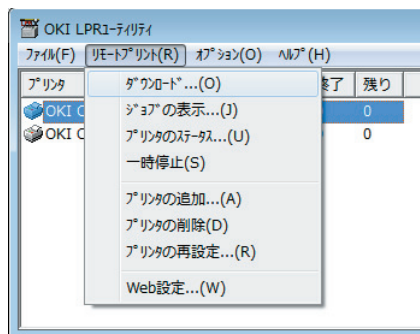 OKI LPRﾕｰﾃｨﾘﾃｨ
ﾌｧｲﾙ(F) ﾘﾓｰﾄﾌﾟﾘﾝﾄ(R) ｵﾌﾟｼｮﾝ(O) ﾍﾙﾌﾟ(H)
ﾌﾟﾘﾝﾀ 終了 残り
OKI C 0
OKI C 0
ﾀﾞｳﾝﾛｰﾄﾞ...(O)
ｼﾞｮﾌﾞの表示...(J)
ﾌﾟﾘﾝﾀのｽﾃｰﾀｽ...(U)
一時停止(S)
ﾌﾟﾘﾝﾀの追加...(A)
ﾌﾟﾘﾝﾀの削除(D)
ﾌﾟﾘﾝﾀの再設定...(R)
Web設定...(W)